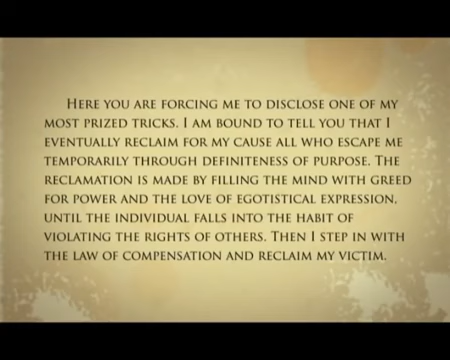 Here you are forcing me to disclose one of my
most prized tricks. I am bound to tell you that I
eventually reclaim for my cause all who escape me
temporarily through definiteness of purpose. The
reclamation is made by filling the mind with greed
for power and the love of egotistical expression,
until the individual falls into the habit of
violating the rights of others. Then I step in with
the law of compensation and reclaim my victim.